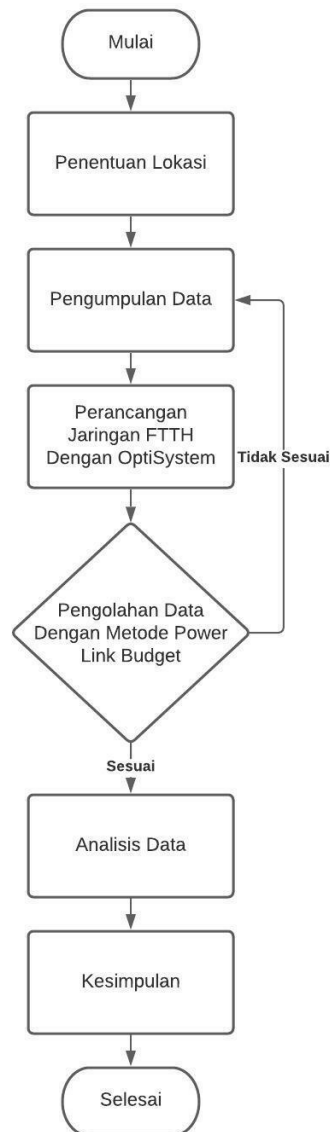 Mulai
Penentuan Lokasi
Pengumpulan Data
Perancangan
Jaringan FTTH
Dengan OptiSystem
Tidak Sesuai
Pengolahan Data
Dengan Metode Power
Link Budget
Sesuai
Analisis Data
Kesimpulan
Selesai